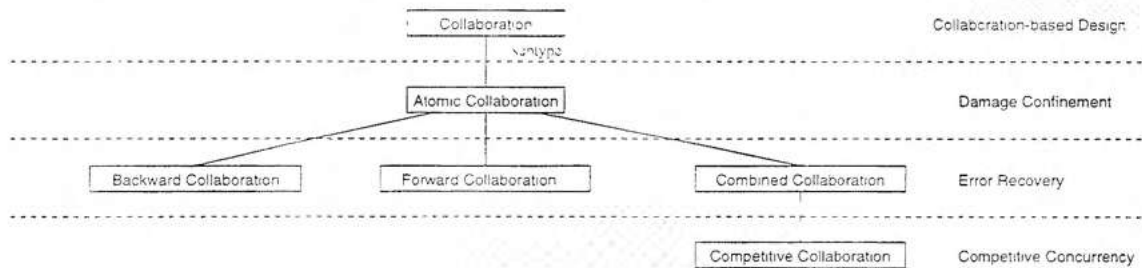 Collaboration
Collaboration-based Design
Atomic Collaboration
Damage Confinement
Backward Collaboration
Forward Collaboration
Combined Collaboration
Error Recovery
Competitive Collaboration
Competitive Concurrency